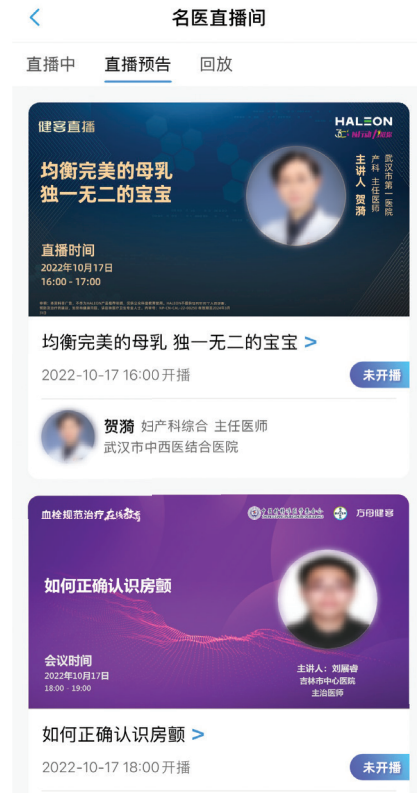 名医直播间
直播中 直播预告 回放
健客直播
HALEON
均衡完美的母乳
独一无二的宝宝
武汉市第一医院
产科 主任医师
主讲人 贺漪
直播时间
2022年10月17日
16:00 - 17:00
均衡完美的母乳 独一无二的宝宝 >
2022-10-17 16:00开播
未开播
贺漪 妇产科综合 主任医师
武汉市中西医结合医院
血栓规范治疗在线教育
方舟健客
如何正确认识房颤
会议时间
2022年10月17日
18:00 - 19:00
主讲人：刘展睿
吉林市中心医院
主治医师
如何正确认识房颤 >
2022-10-17 18:00开播
未开播